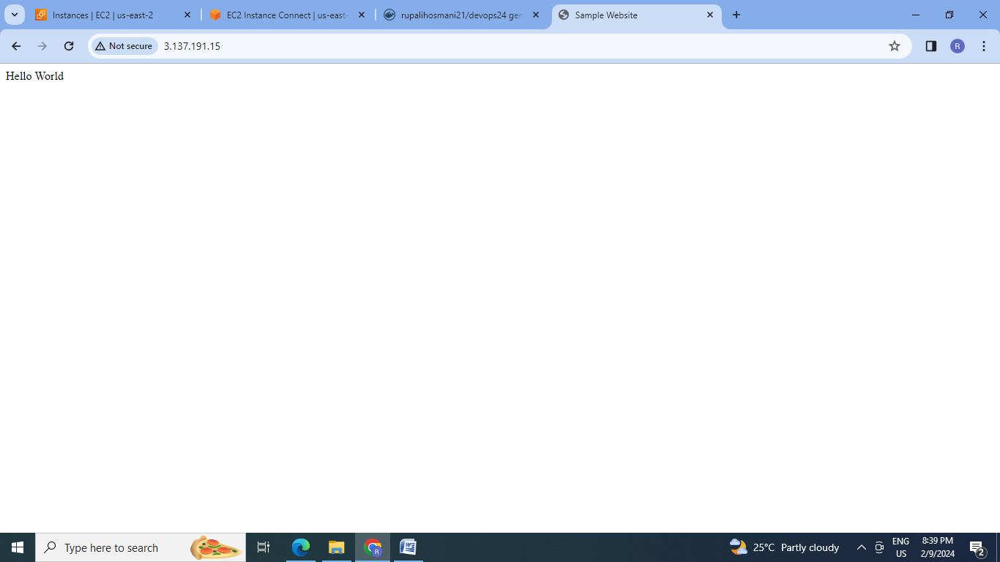 Instances | EC2 | us-east-2
EC2 Instance Connect | us-east-
rupalihosmani21/devops24 gen
Sample Website
Not secure
3.137.191.15
R
Hello World
Type here to search
R
25°C Partly cloudy
ENG
US
8:39 PM
2/9/2024
2